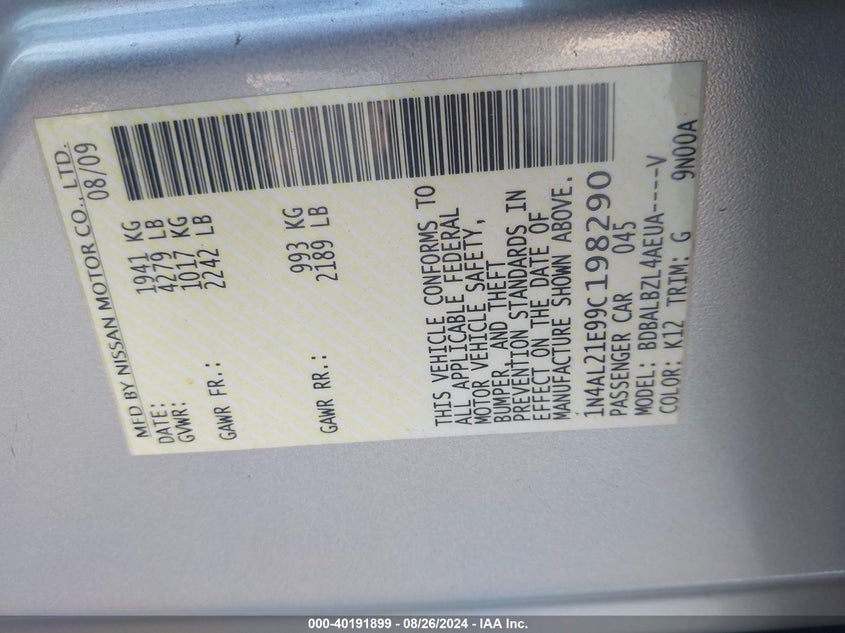 MFD BY NISSAN MOTOR CO., LTD.
DATE: 08/09
GVWR: 1941 KG
4279 LB
GAWR FR.: 1017 KG
2242 LB
GAWR RR.: 993 KG
2189 LB
THIS VEHICLE CONFORMS TO
ALL APPLICABLE FEDERAL
MOTOR VEHICLE SAFETY,
BUMPER, AND THEFT
PREVENTION STANDARDS IN
EFFECT ON THE DATE OF
MANUFACTURE SHOWN ABOVE.
1N4AL21E99C198290
PASSENGER CAR 045
MODEL: BDBALBZL4AEUA----V
COLOR: K12 TRIM: G 9N00A
000-40191899 - 08/26/2024 - IAA Inc.